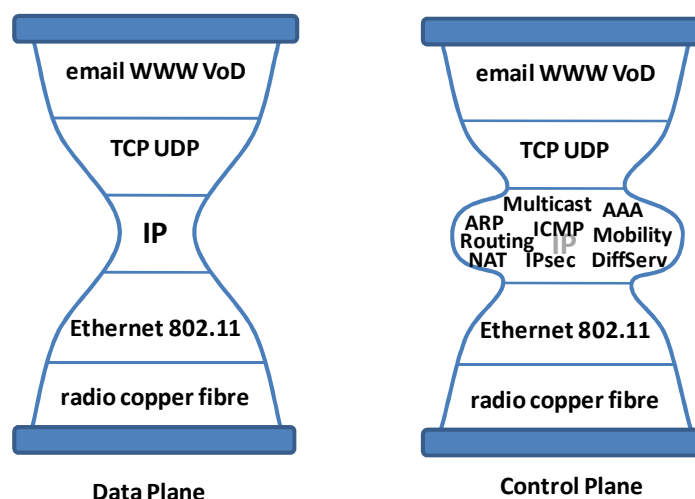 email WWW VoD
TCP UDP
IP
Ethernet 802.11
radio copper fibre
Data Plane
email WWW VoD
TCP UDP
Multicast
AAA
ARP
ICMP
Routing
IP
Mobility
NAT
IPsec
DiffServ
Ethernet 802.11
radio copper fibre
Control Plane